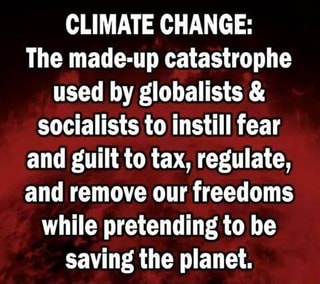 CLIMATE CHANGE:
The made-up catastrophe
used by globalists &
socialists to instill fear
and guilt to tax, regulate,
and remove our freedoms
while pretending to be
saving the planet.